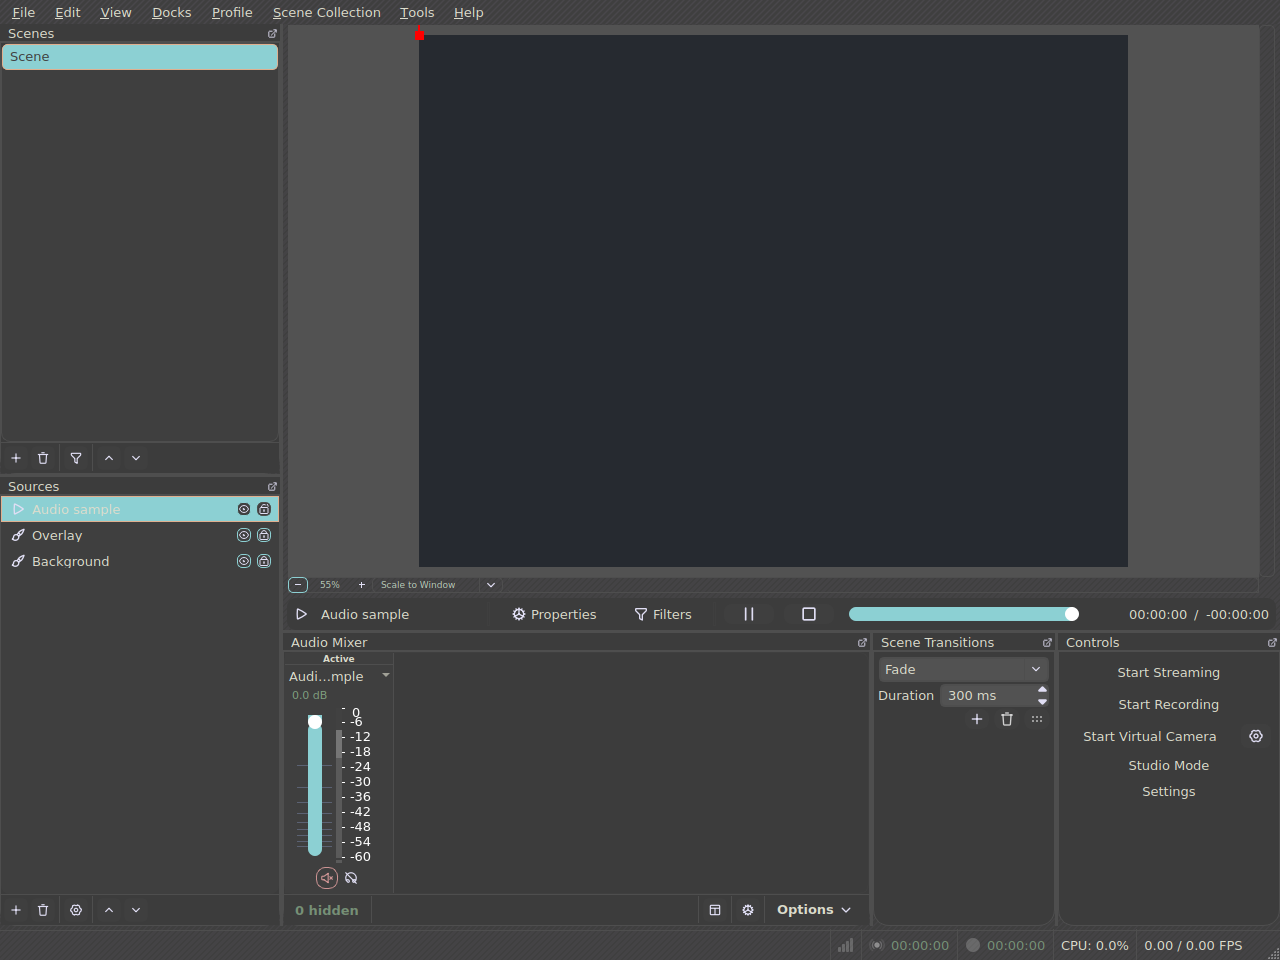 File Edit View Docks Profile Scene Collection Tools Help
Scenes
Scene
Sources
Audio sample
Overlay
Background
55% Scale to Window
Audio sample Properties Filters 00:00:00 / -00:00:00
Audio Mixer
Active
Audi...mple
0.0 dB
0
-6
-12
-18
-24
-30
-36
-42
-48
-54
-60
0 hidden
Options
Scene Transitions
Fade
Duration 300 ms
Controls
Start Streaming
Start Recording
Start Virtual Camera
Studio Mode
Settings
00:00:00 00:00:00 CPU: 0.0% 0.00 / 0.00 FPS